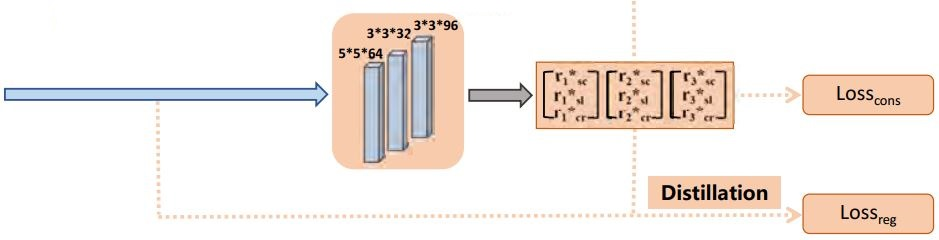 5*5*64 3*3*32 3*3*96
r₁*sc r₂*sc r₃*sc
r₁*sl r₂*sl r₃*sl
r₁*cr r₂*cr r₃*cr
Losscons
Distillation
Lossreg